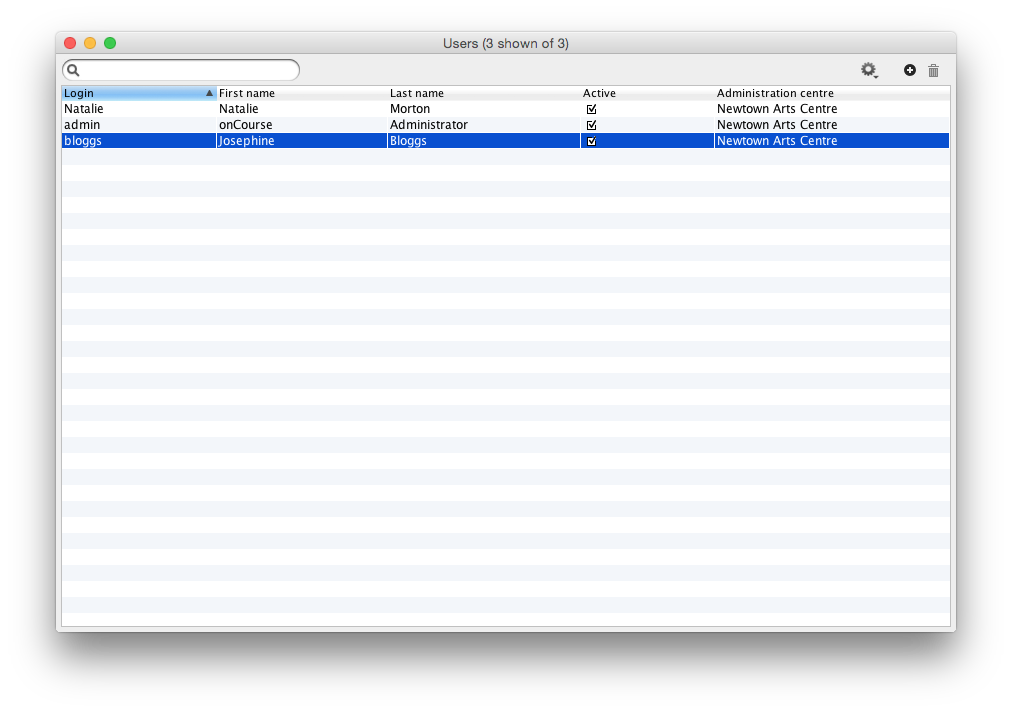 Users (3 shown of 3)
Login First name Last name Active Administration centre
Natalie Natalie Morton Newtown Arts Centre
admin onCourse Administrator Newtown Arts Centre
bloggs Josephine Bloggs Newtown Arts Centre